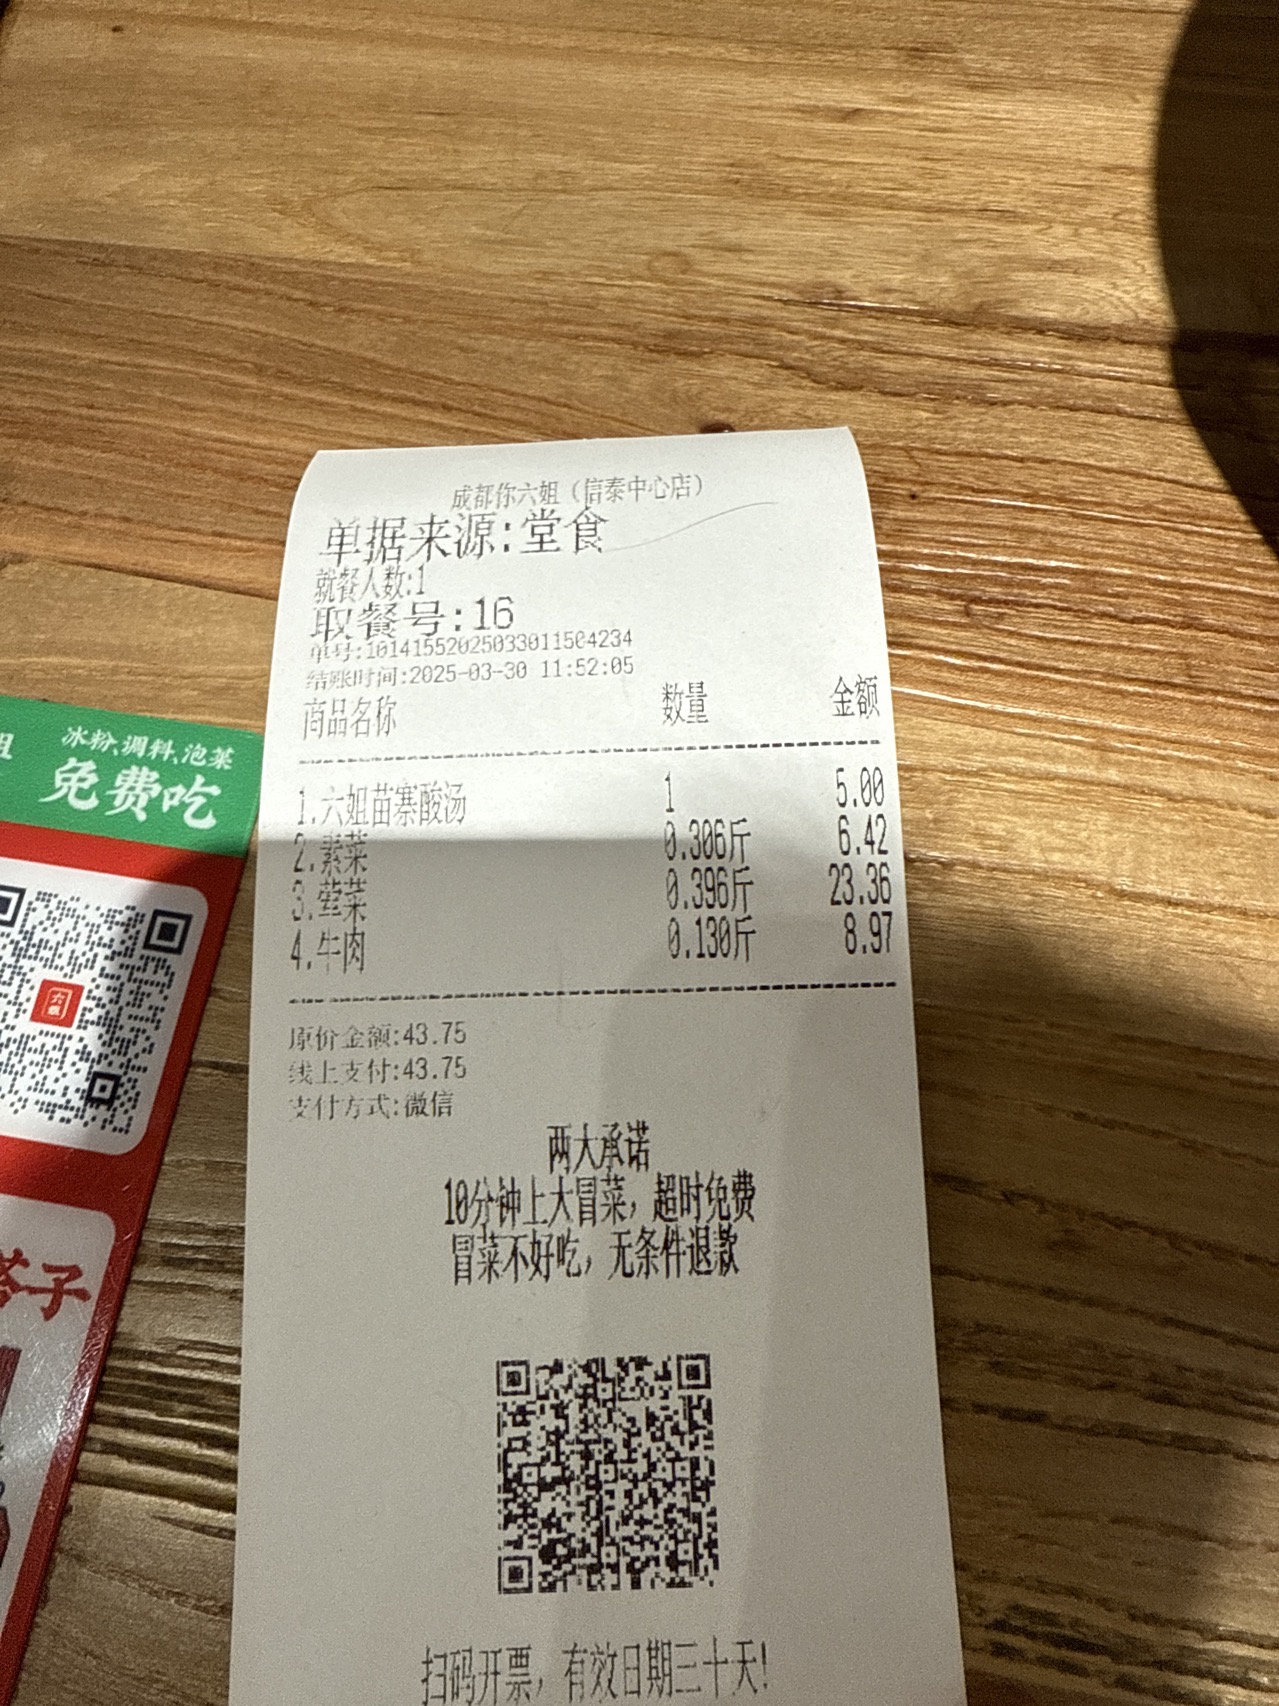 成都你六姐（信泰中心店）
单据来源:堂食
就餐人数:1
取餐号:16
单号:10141552025033011504234
结账时间:2025-03-30 11:52:05
商品名称 数量 金额
1.六姐苗寨酸汤 1 5.00
2.素菜 0.306斤 6.42
3.荤菜 0.396斤 23.36
4.牛肉 0.130斤 8.97
原价金额:43.75
线上支付:43.75
支付方式:微信
两大承诺
10分钟上大冒菜，超时免费
冒菜不好吃，无条件退款
扫码开票，有效日期三十天!
姐
冰粉、调料、泡菜
免费吃
六姐
搭子